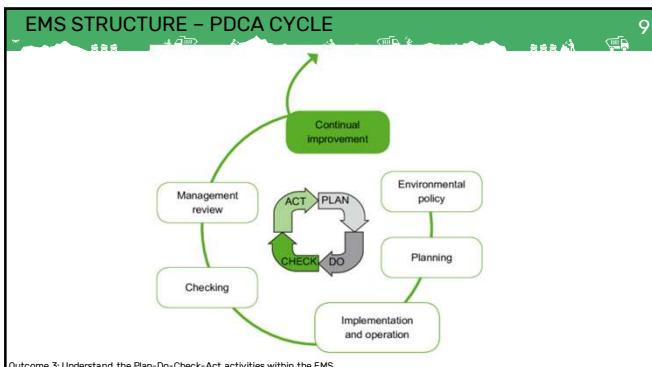 EMS STRUCTURE – PDCA CYCLE
9
Continual
improvement
Management
review
Environmental
policy
ACT
PLAN
CHECK
DO
Planning
Checking
Implementation
and operation
Outcome 3: Understand the Plan-Do-Check-Act activities within the EMS